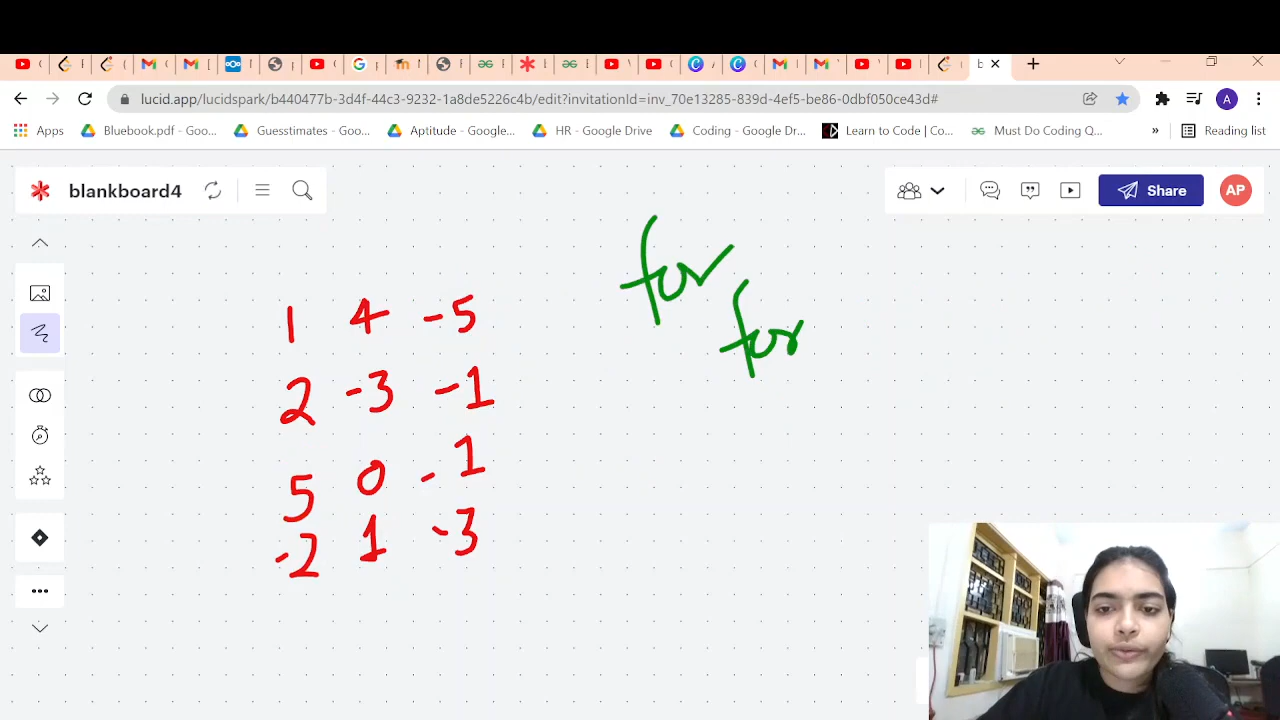 lucid.app/lucidspark/b440477b-3d4f-44c3-9232-1a8de5226c4b/edit?invitationId=inv_70e13285-839d-4ef5-be86-0dbf050ce43d#
A
Apps Bluebook.pdf - Goo... Guesstimates - Goo... Aptitude - Google... HR - Google Drive Coding - Google Dr... Learn to Code | Co... Must Do Coding Q... » Reading list
blankboard4 Share AP
for
for
1 4 -5
2 -3 -1
5 0 -1
-2 1 -3